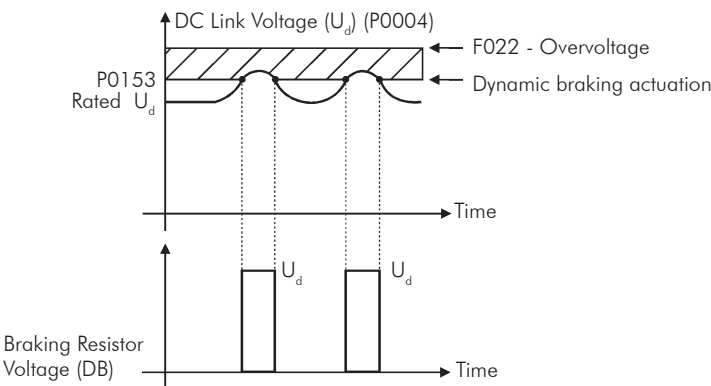 DC Link Voltage (Ud) (P0004)
F022 - Overvoltage
P0153
Dynamic braking actuation
Rated Ud
Time
Ud
Ud
Braking Resistor
Voltage (DB)
Time